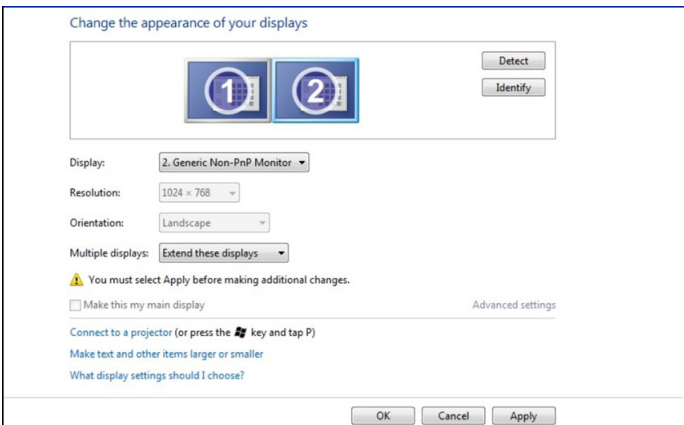 Change the appearance of your displays
1
2
Detect
Identify
Display:
2. Generic Non-PnP Monitor
Resolution:
1024 × 768
Orientation:
Landscape
Multiple displays:
Extend these displays
You must select Apply before making additional changes.
Make this my main display
Advanced settings
Connect to a projector (or press the key and tap P)
Make text and other items larger or smaller
What display settings should I choose?
OK
Cancel
Apply